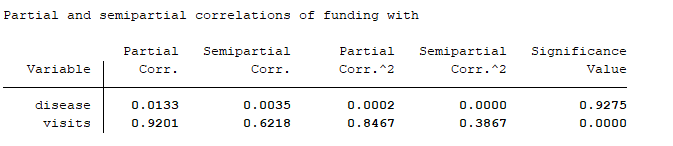 Partial and semipartial correlations of funding with
Partial Semipartial Partial Semipartial Significance
Variable Corr. Corr. Corr.^2 Corr.^2 Value
disease 0.0133 0.0035 0.0002 0.0000 0.9275
visits 0.9201 0.6218 0.8467 0.3867 0.0000